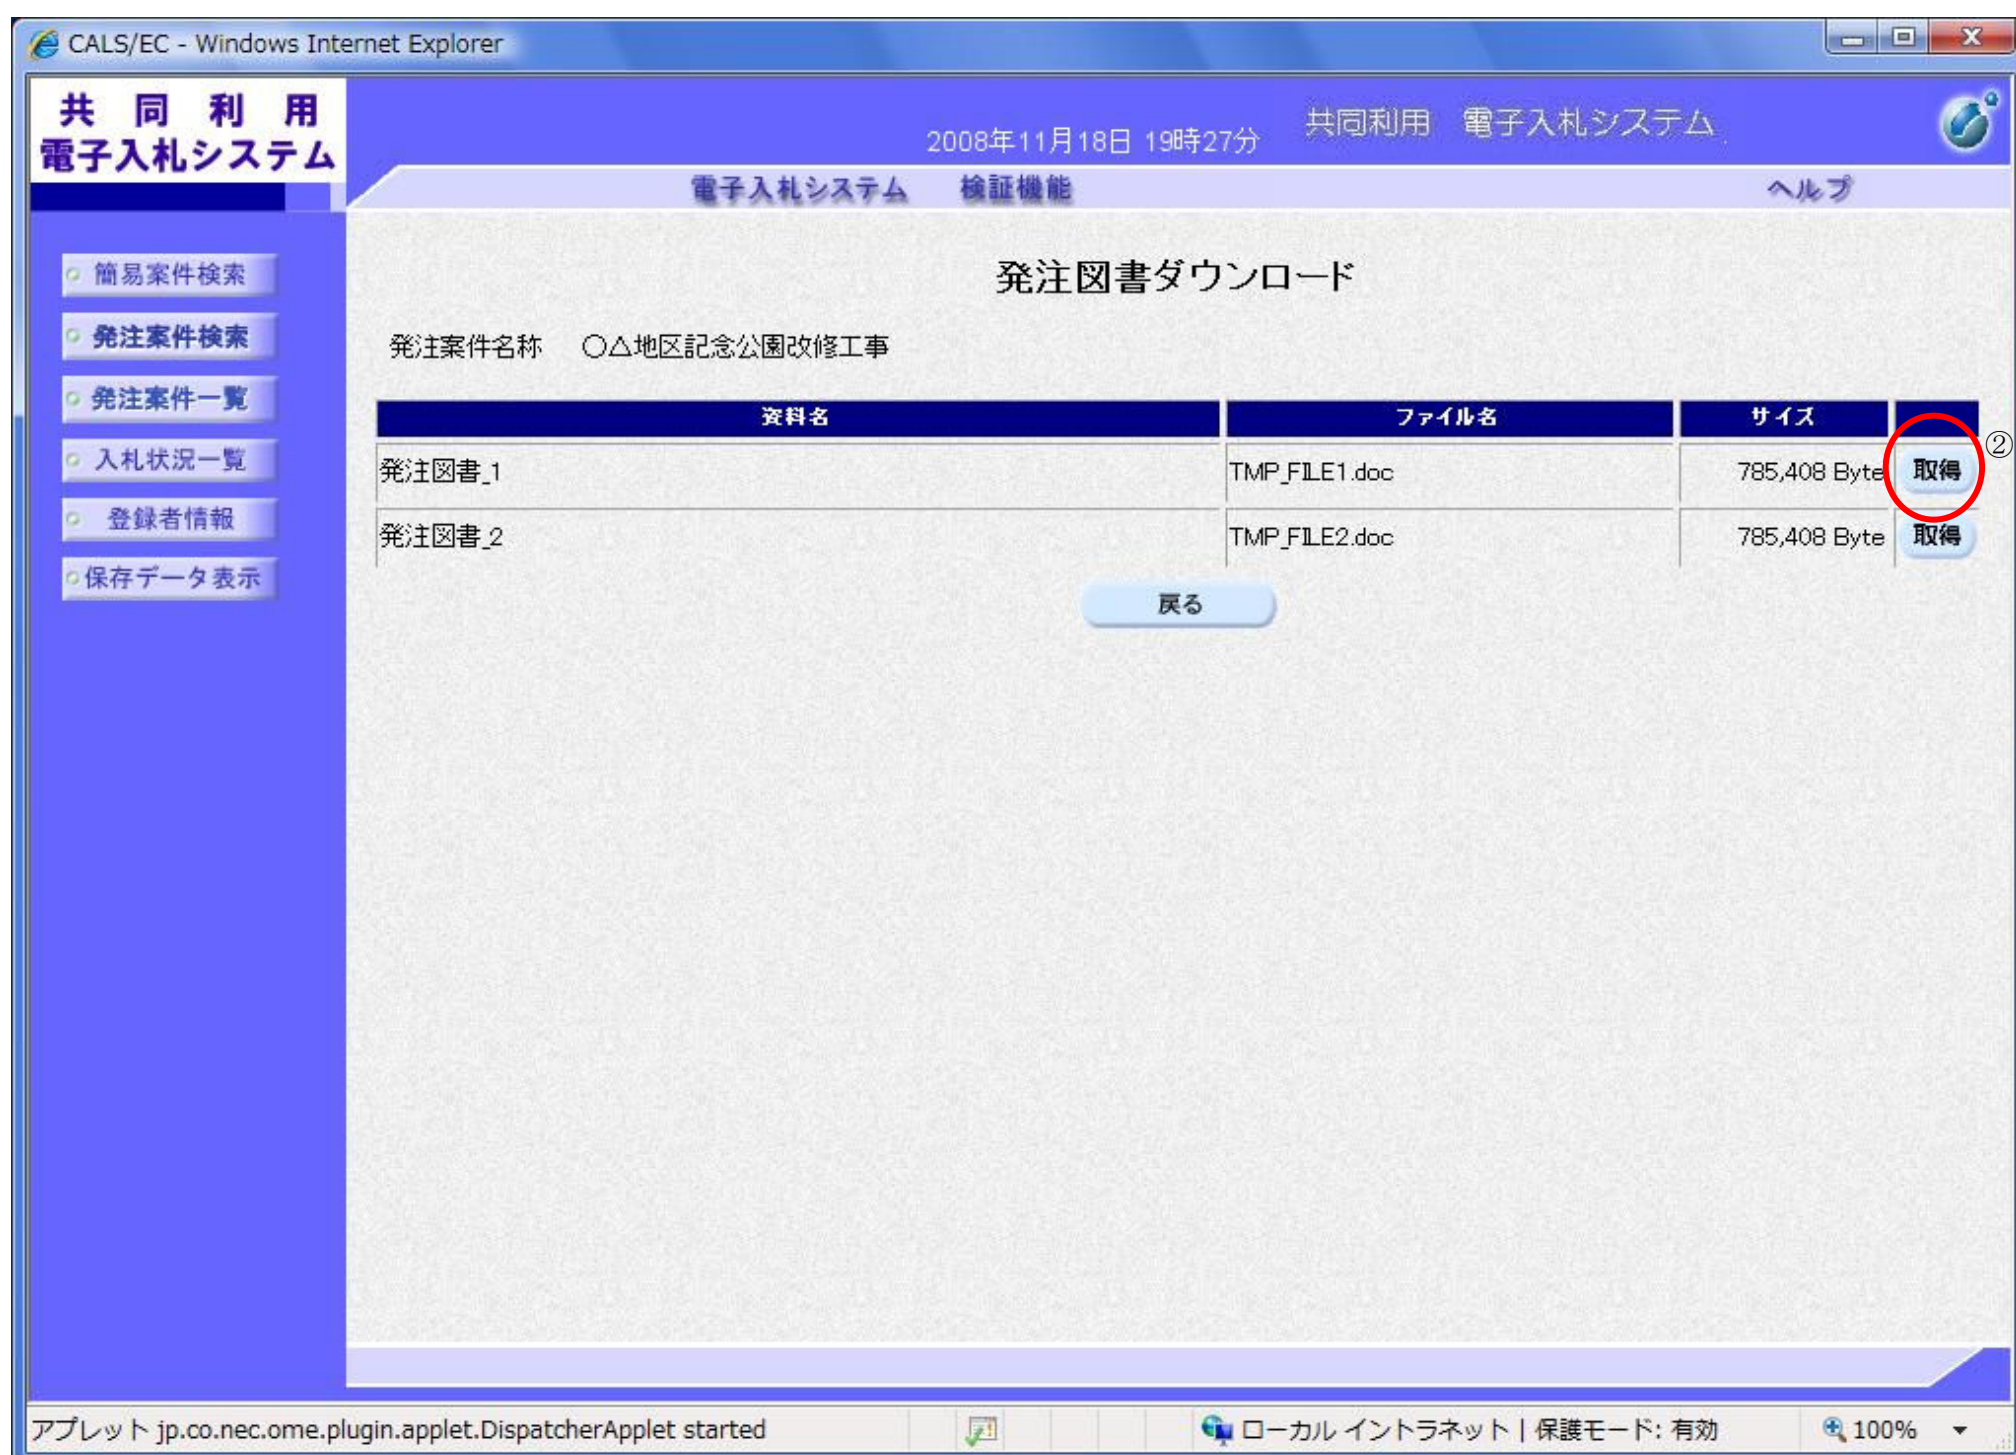 CALS/EC - Windows Internet Explorer
共同利用
電子入札システム
2008年11月18日 19時27分
共同利用 電子入札システム
電子入札システム 検証機能 ヘルプ
簡易案件検索
発注案件検索
発注案件一覧
入札状況一覧
登録者情報
保存データ表示
発注図書ダウンロード
発注案件名称 〇△地区記念公園改修工事
資料名 ファイル名 サイズ
発注図書_1 TMP_FILE1.doc 785,408 Byte 取得 ②
発注図書_2 TMP_FILE2.doc 785,408 Byte 取得
戻る
アプレット jp.co.nec.ome.plugin.applet.DispatcherApplet started ローカル イントラネット | 保護モード: 有効 100%